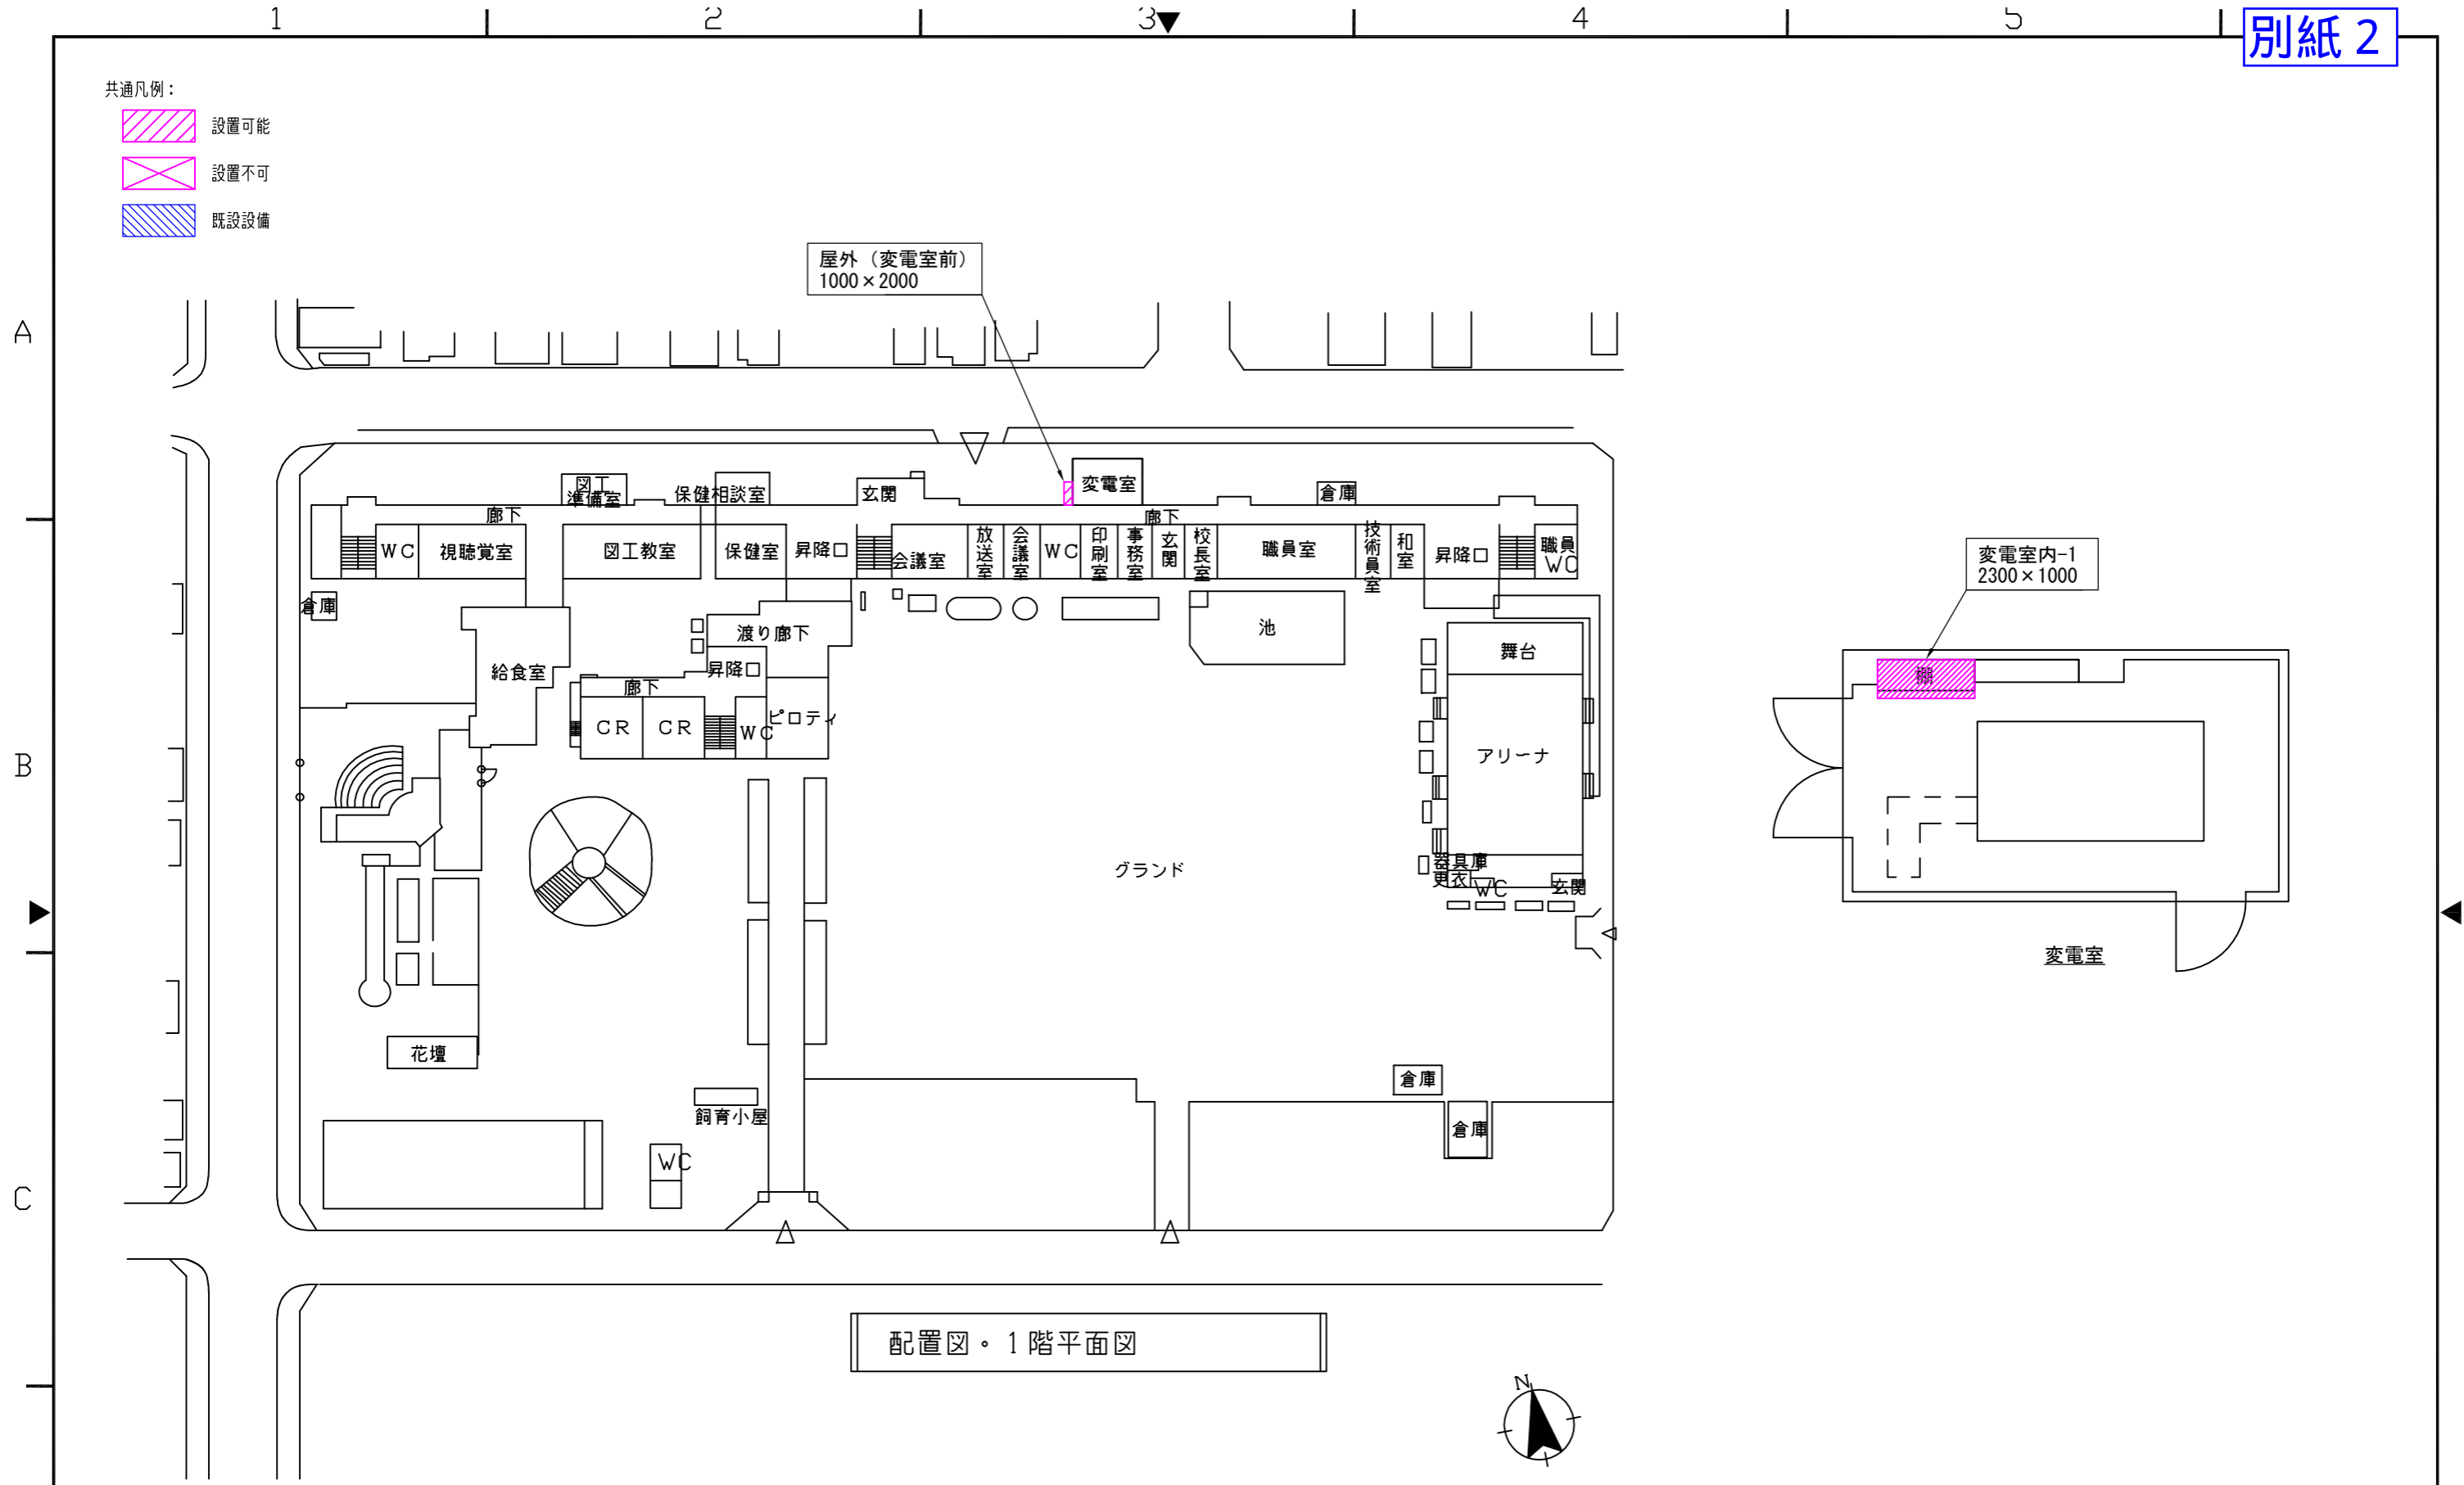 1
2
3
4
5
別紙２
共通凡例：
設置可能
設置不可
既設設備
屋外（変電室前）
1000×2000
A
変電室
図工
準備室
保健相談室
玄関
倉庫
廊下
廊下
ＷＣ
視聴覚室
図工教室
保健室
昇降口
会議室
放送室
会議室
ＷＣ
印刷室
事務室
玄関
校長室
職員室
技術員室
和室
昇降口
職員
ＷＣ
変電室内-1
2300×1000
倉庫
渡り廊下
池
舞台
給食室
昇降口
棚
廊下
ＣＲ
ＣＲ
ＷＣ
ピロティ
B
アリーナ
グランド
器具庫
更衣
ＷＣ
玄関
変電室
花壇
倉庫
飼育小屋
倉庫
ＷＣ
C
配置図。１階平面図
N